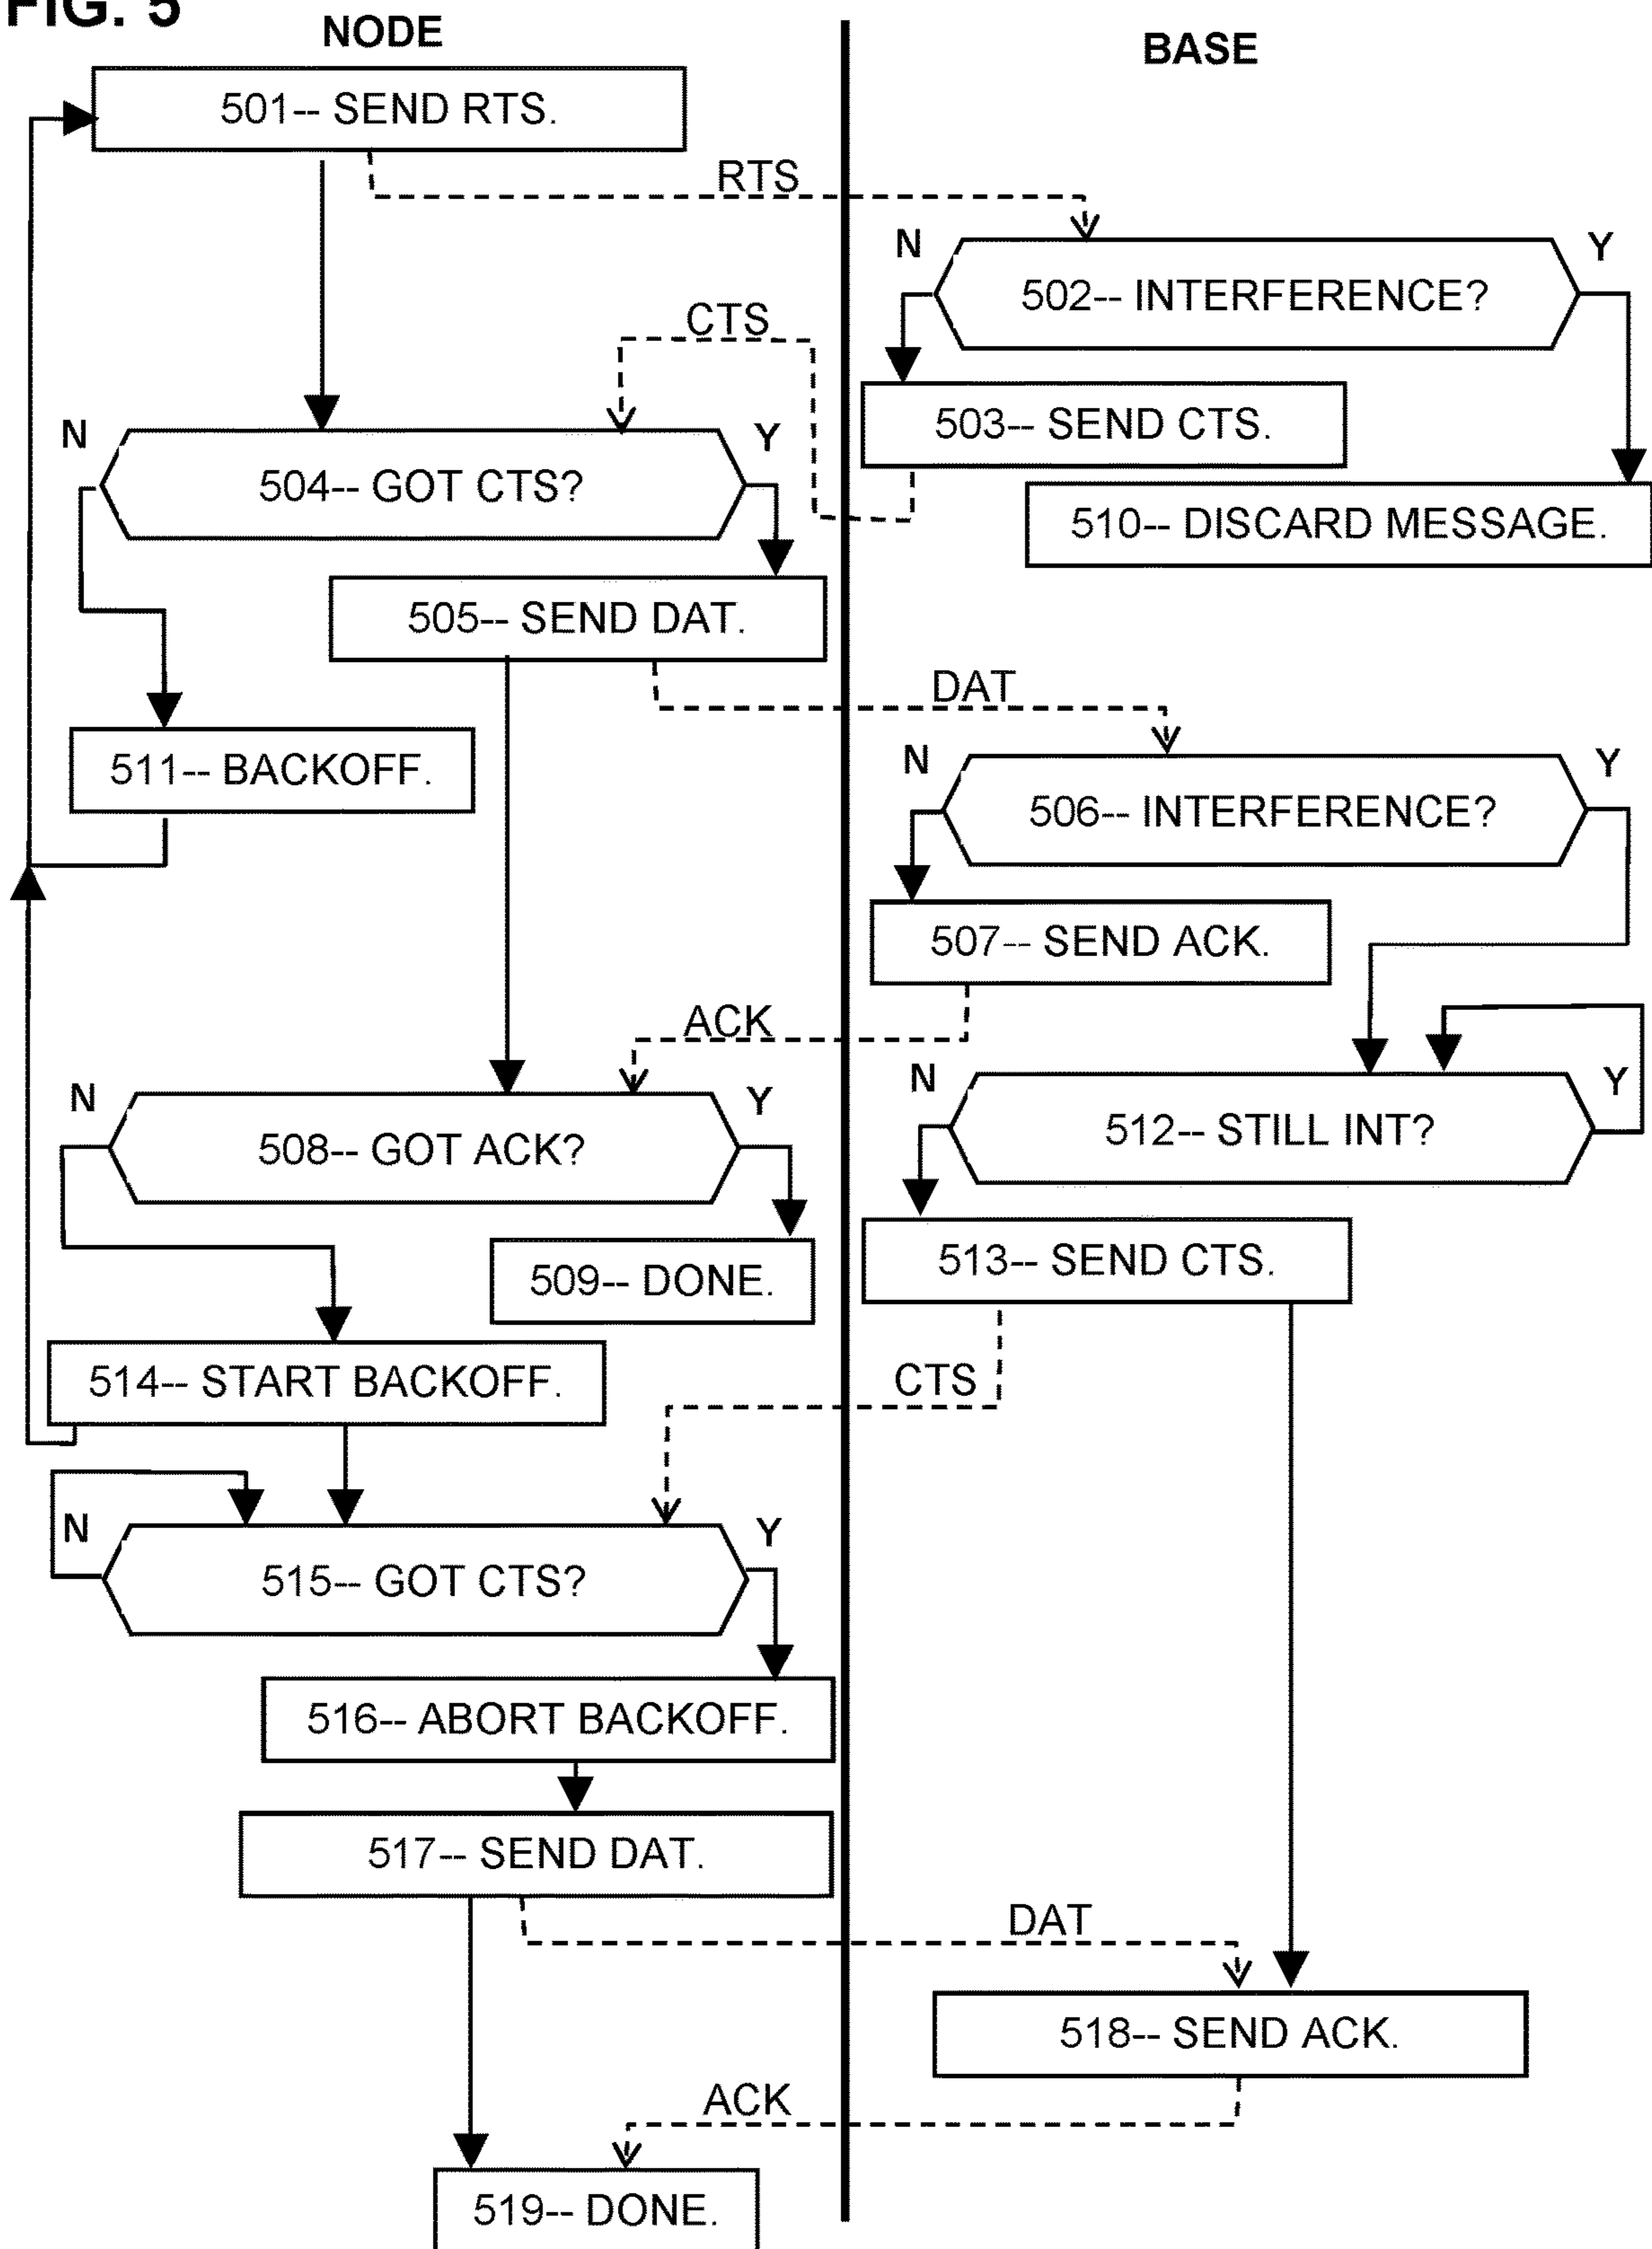 FIG. 5
NODE
BASE
501-- SEND RTS.
RTS
N
Y
502-- INTERFERENCE?
CTS
503-- SEND CTS.
N
Y
504-- GOT CTS?
510-- DISCARD MESSAGE.
505-- SEND DAT.
DAT
511-- BACKOFF.
N
Y
506-- INTERFERENCE?
507-- SEND ACK.
ACK
N
Y
508-- GOT ACK?
N
Y
512-- STILL INT?
509-- DONE.
513-- SEND CTS.
514-- START BACKOFF.
CTS
N
Y
515-- GOT CTS?
516-- ABORT BACKOFF.
517-- SEND DAT.
DAT
518-- SEND ACK.
ACK
519-- DONE.